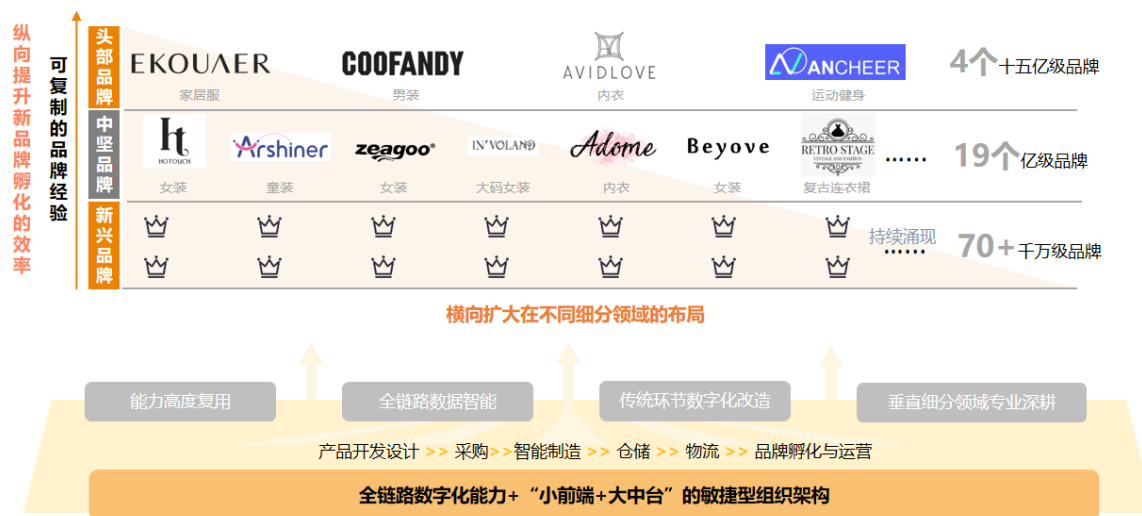 纵向提升新品牌孵化的效率
可复制的品牌经验
头部品牌
EKOUAER
家居服
COOFANDY
男装
AVIDLOVE
内衣
ANCHEER
运动健身
4个十五亿级品牌
中坚品牌
ht
HOTOUCH
女装
Arshiner
童装
zeagoo®
女装
IN'VOLAND
大码女装
Adome
内衣
Beyove
女装
RETRO STAGE
VINTAGE AND FASHION
复古连衣裙
......
19个亿级品牌
新兴品牌
持续涌现
......
70+千万级品牌
横向扩大在不同细分领域的布局
能力高度复用
全链路数据智能
传统环节数字化改造
垂直细分领域专业深耕
产品开发设计 >> 采购>>智能制造 >> 仓储 >> 物流 >> 品牌孵化与运营
全链路数字化能力+“小前端+大中台”的敏捷型组织架构